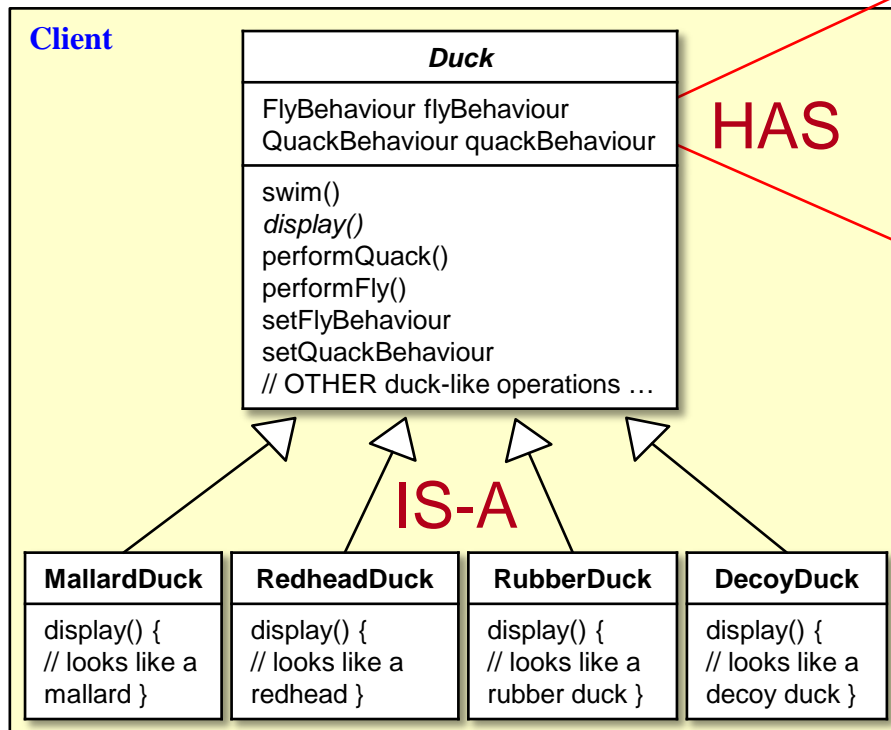 Client
Duck
FlyBehaviour flyBehaviour
QuackBehaviour quackBehaviour
HAS
swim()
display()
performQuack()
performFly()
setFlyBehaviour
setQuackBehaviour
// OTHER duck-like operations …
IS-A
MallardDuck
display() {
// looks like a
mallard }
RedheadDuck
display() {
// looks like a
redhead }
RubberDuck
display() {
// looks like a
rubber duck }
DecoyDuck
display() {
// looks like a
decoy duck }